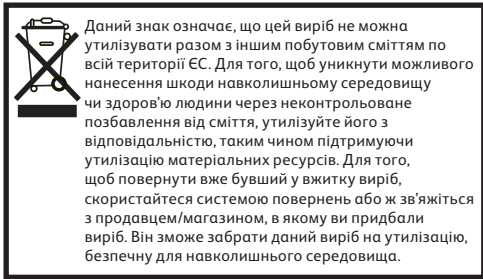 Даний знак означає, що цей виріб не можна
утилізувати разом з іншим побутовим сміттям по
всій території ЄС. Для того, щоб уникнути можливого
нанесення шкоди навколишньому середовищу
чи здоров’ю людини через неконтрольоване
позбавлення від сміття, утилізуйте його з
відповідальністю, таким чином підтримуючи
утилізацію матеріальних ресурсів. Для того,
щоб повернути вже бувший у вжитку виріб,
скористайтеся системою повернень або ж зв’яжіться
з продавцем/магазином, в якому ви придбали
виріб. Він зможе забрати даний виріб на утилізацію,
безпечну для навколишнього середовища.